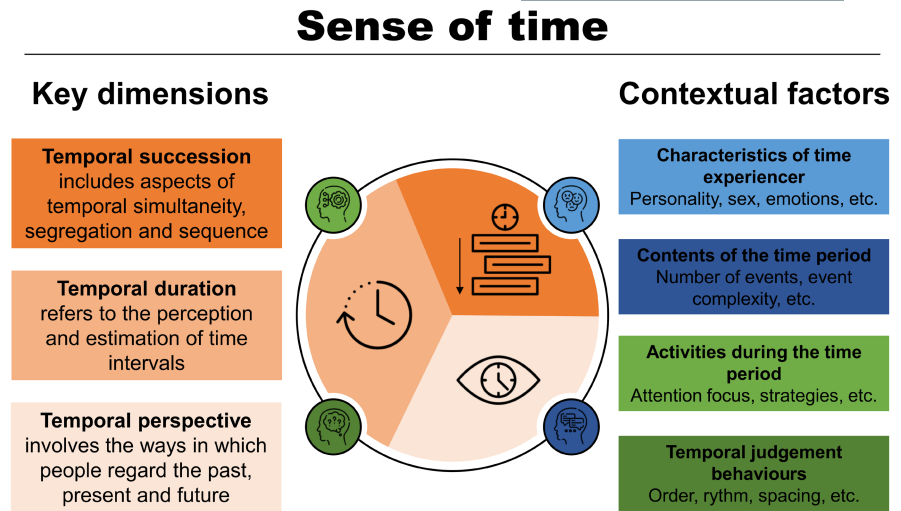 Sense of time
Key dimensions
Temporal succession
includes aspects of
temporal simultaneity,
segregation and sequence
Temporal duration
refers to the perception
and estimation of time
intervals
Temporal perspective
involves the ways in which
people regard the past,
present and future
? ? ?
Contextual factors
Characteristics of time
experiencer
Personality, sex, emotions, etc.
Contents of the time period
Number of events, event
complexity, etc.
Activities during the time
period
Attention focus, strategies, etc.
Temporal judgement
behaviours
Order, rythm, spacing, etc.